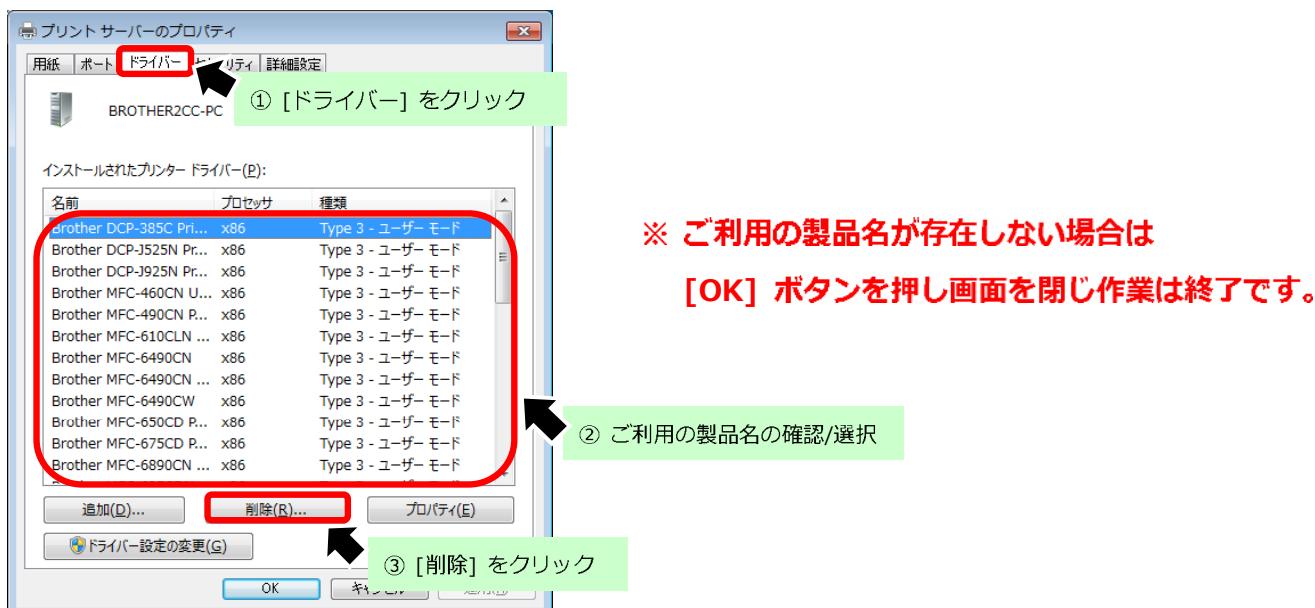 プリント サーバーのプロパティ
用紙 ポート ドライバー リティ 詳細設定
① [ドライバー] をクリック
BROTHER2CC-PC
インストールされたプリンター ドライバー(P):
名前 プロセッサ 種類
Brother DCP-385C Pri... x86 Type 3 - ユーザー モード
Brother DCP-J525N Pr... x86 Type 3 - ユーザー モード
Brother DCP-J925N Pr... x86 Type 3 - ユーザー モード
Brother MFC-460CN U... x86 Type 3 - ユーザー モード
Brother MFC-490CN P... x86 Type 3 - ユーザー モード
Brother MFC-610CLN ... x86 Type 3 - ユーザー モード
Brother MFC-6490CN x86 Type 3 - ユーザー モード
Brother MFC-6490CN ... x86 Type 3 - ユーザー モード
Brother MFC-6490CW x86 Type 3 - ユーザー モード
Brother MFC-650CD P... x86 Type 3 - ユーザー モード
Brother MFC-675CD P... x86 Type 3 - ユーザー モード
Brother MFC-6890CN ... x86 Type 3 - ユーザー モード
② ご利用の製品名の確認/選択
追加(D)... 削除(R)... プロパティ(E)
ドライバー設定の変更(G)
③ [削除] をクリック
OK
※ ご利用の製品名が存在しない場合は
[OK] ボタンを押し画面を閉じ作業は終了です。